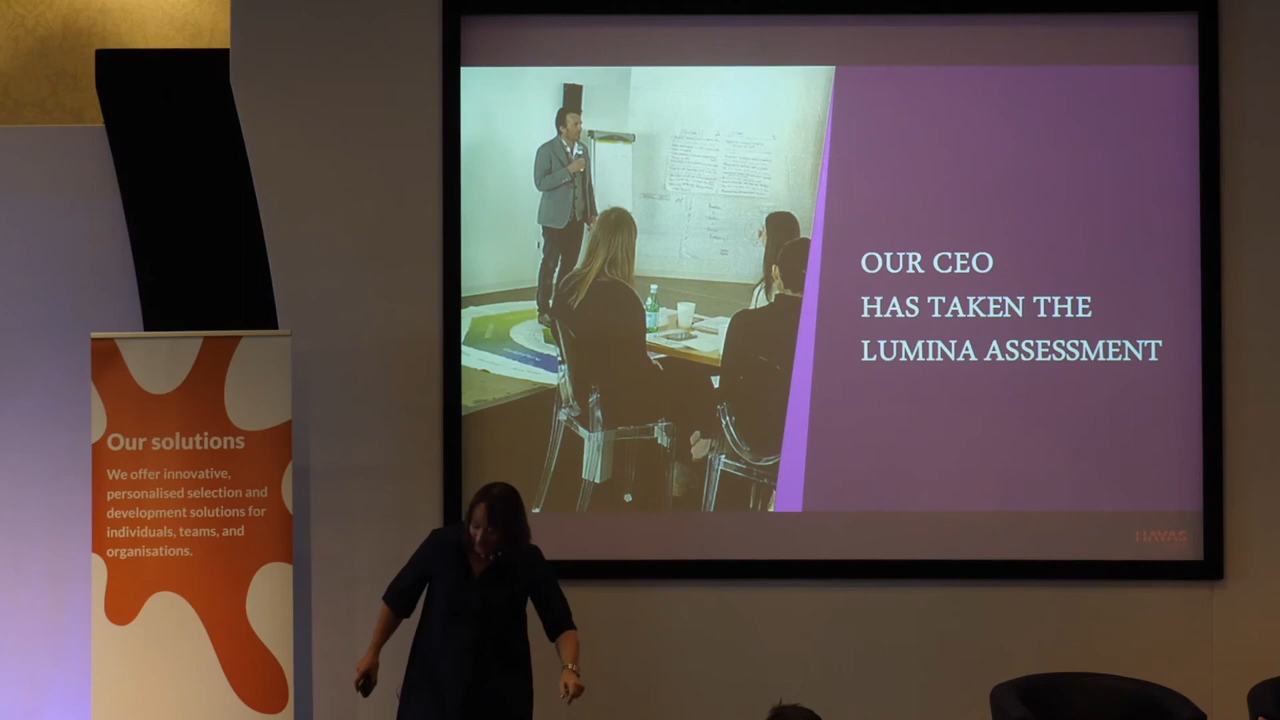 OUR CEO
HAS TAKEN THE
LUMINA ASSESSMENT
HAVAS
Our solutions
We offer innovative,
personalised selection and
development solutions for
individuals, teams, and
organisations.